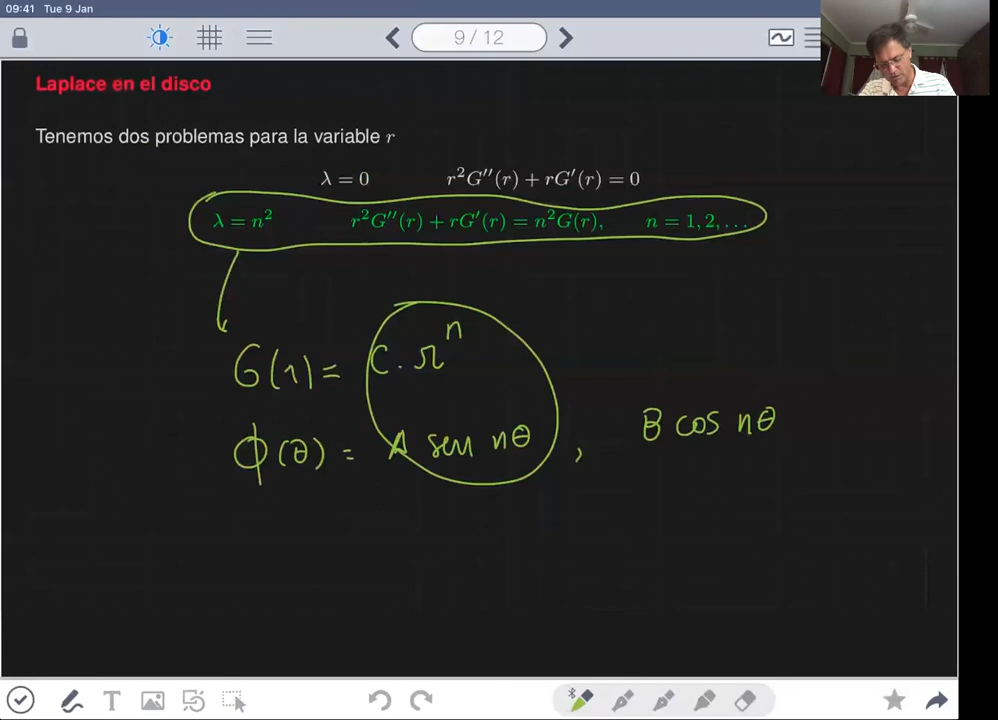 09:41 Tue 9 Jan
9 / 12
Laplace en el disco
Tenemos dos problemas para la variable r
λ = 0 r²G′′(r) + rG′(r) = 0
λ = n² r²G′′(r) + rG′(r) = n²G(r), n = 1, 2, …
G(r) = C · r^n
ϕ(θ) = A sen nθ , B cos nθ
T